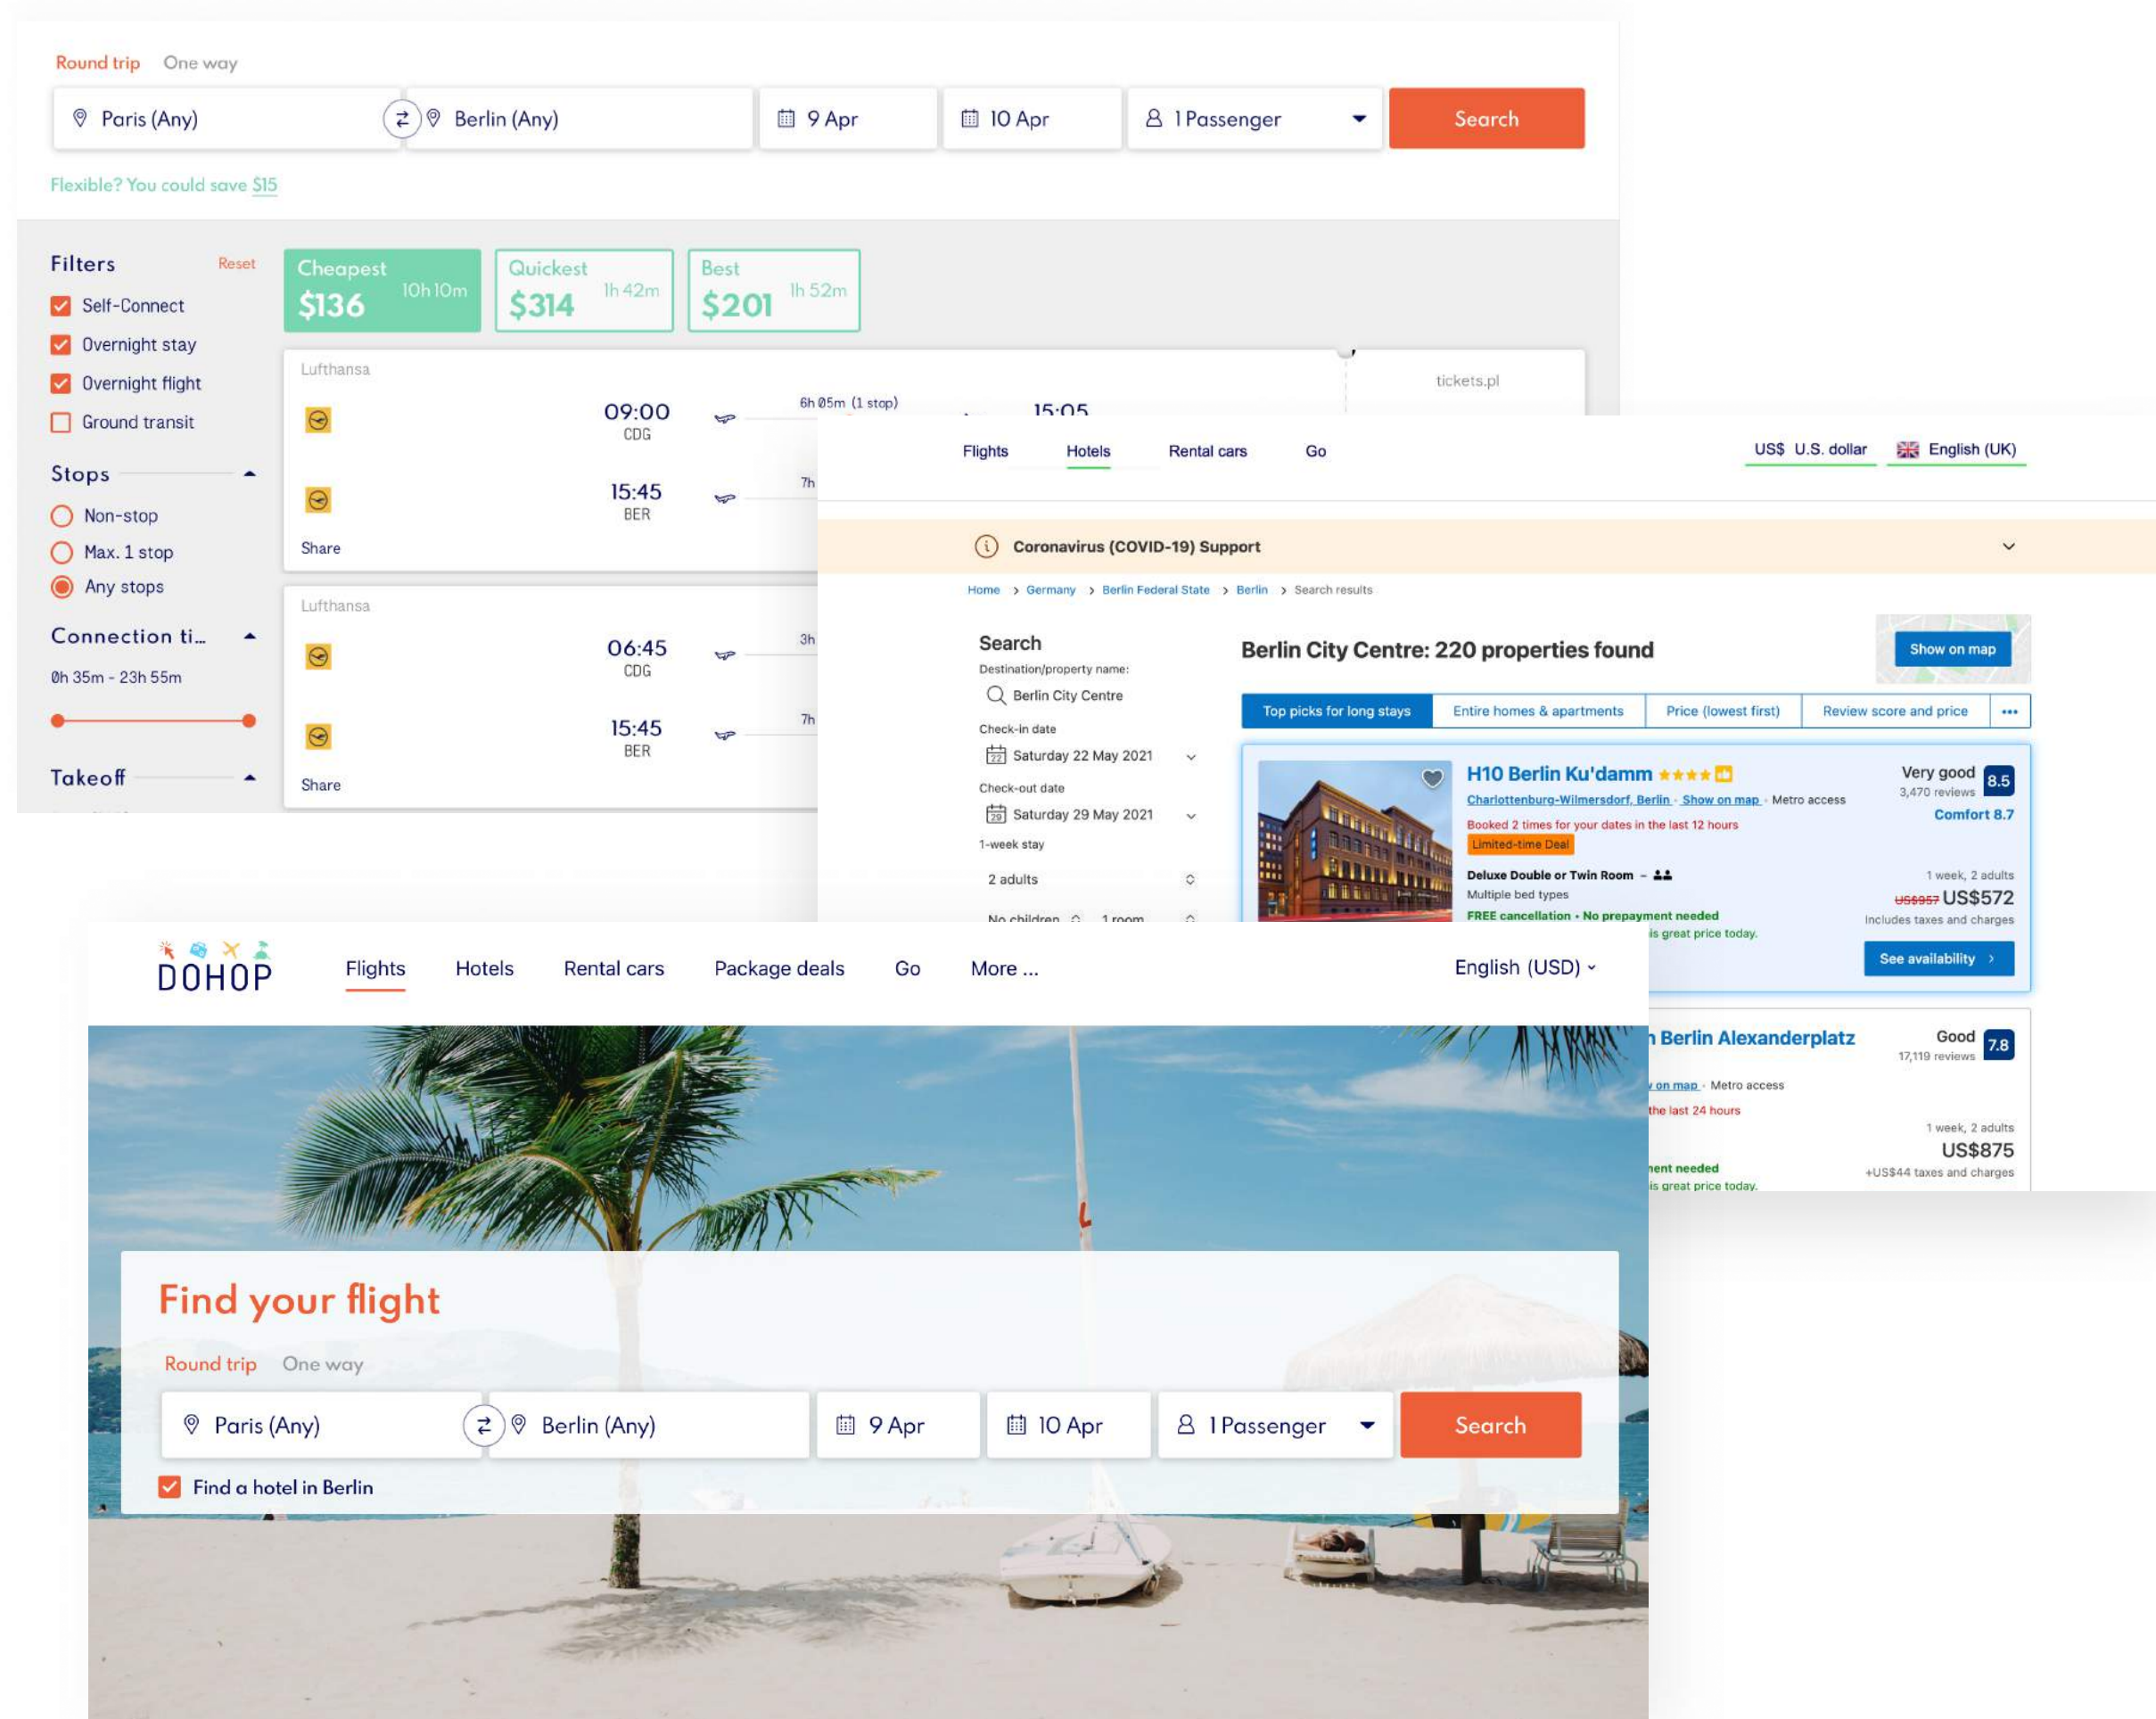 Round trip One way
Paris (Any) Berlin (Any) 9 Apr 10 Apr 1 Passenger Search
Flexible? You could save $15
Filters Reset
Self-Connect
Overnight stay
Overnight flight
Ground transit
Stops
Non-stop
Max. 1 stop
Any stops
Connection ti...
0h 35m - 23h 55m
Takeoff
Cheapest
$136 10h 10m
Quickest
$314 1h 42m
Best
$201 1h 52m
Lufthansa
tickets.pl
09:00 6h 05m (1 stop) 15:05
CDG
15:45 7h
BER
Share
Lufthansa
06:45 3h
CDG
15:45 7h
BER
Share
Flights Hotels Rental cars Go US$ U.S. dollar English (UK)
Coronavirus (COVID-19) Support
Home > Germany > Berlin Federal State > Berlin > Search results
Search
Destination/property name:
Berlin City Centre
Check-in date
22 Saturday 22 May 2021
Check-out date
29 Saturday 29 May 2021
1-week stay
2 adults
No children 1 room
Berlin City Centre: 220 properties found
Show on map
Top picks for long stays Entire homes & apartments Price (lowest first) Review score and price ...
H10 Berlin Ku'damm
Charlottenburg-Wilmersdorf, Berlin · Show on map · Metro access
Booked 2 times for your dates in the last 12 hours
Limited-time Deal
Deluxe Double or Twin Room –
Multiple bed types
FREE cancellation • No prepayment needed
is great price today.
Very good 8.5
3,470 reviews
Comfort 8.7
1 week, 2 adults
US$957 US$572
Includes taxes and charges
See availability >
Berlin Alexanderplatz
on map · Metro access
the last 24 hours
needed
is great price today.
Good 7.8
17,119 reviews
1 week, 2 adults
US$875
+US$44 taxes and charges
DOHOP Flights Hotels Rental cars Package deals Go More ... English (USD)
Find your flight
Round trip One way
Paris (Any) Berlin (Any) 9 Apr 10 Apr 1 Passenger Search
Find a hotel in Berlin